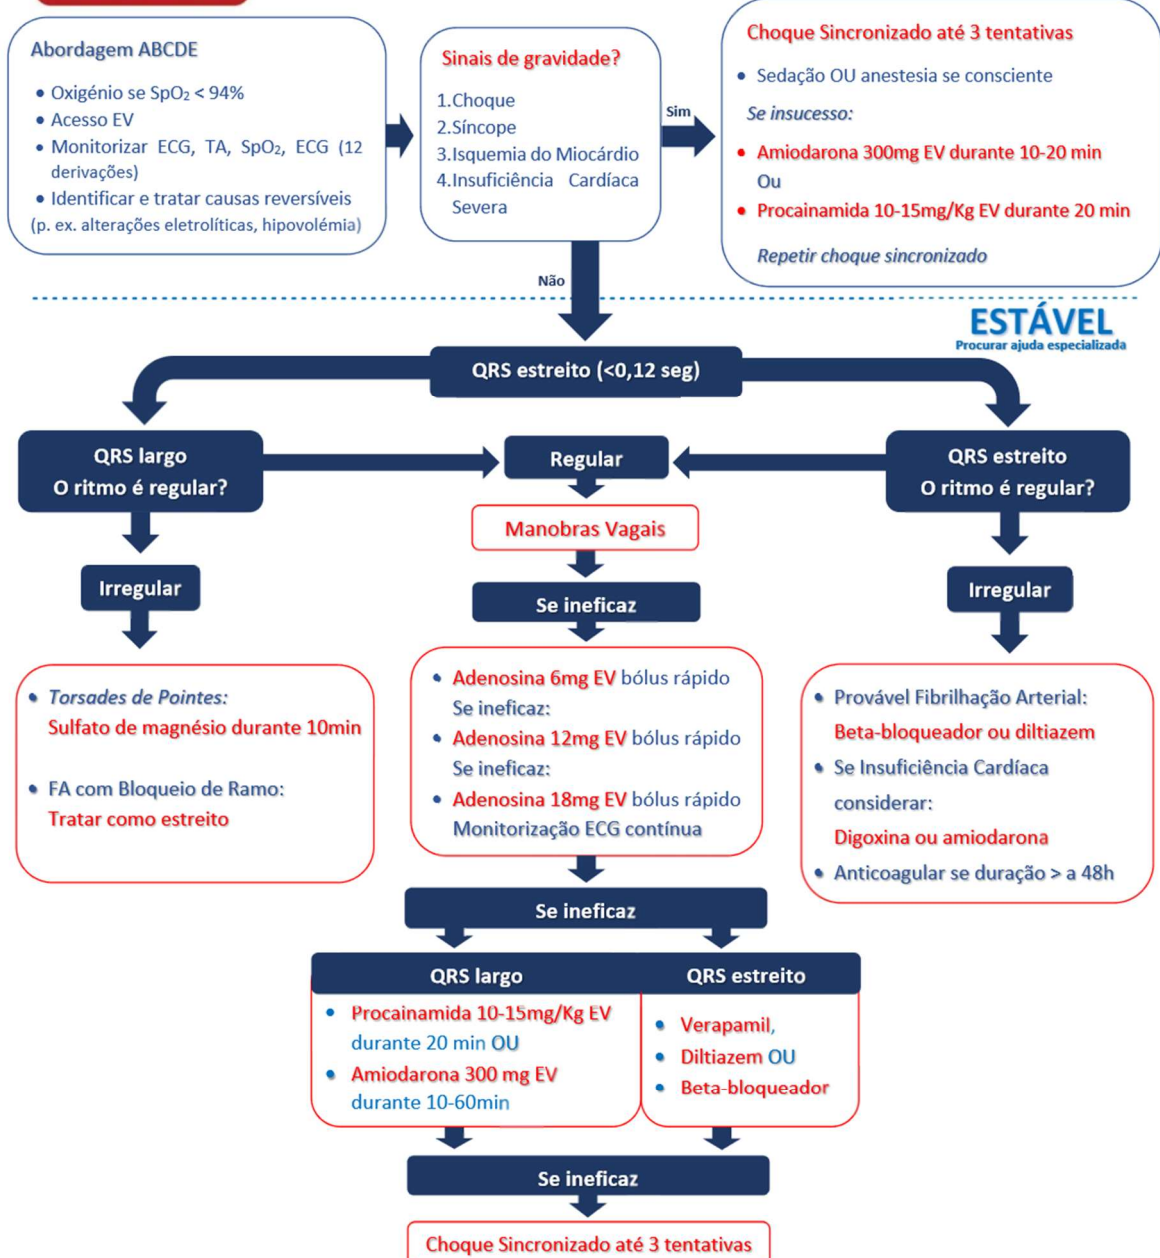 Abordagem ABCDE
• Oxigénio se SpO₂ < 94%
• Acesso EV
• Monitorizar ECG, TA, SpO₂, ECG (12
derivações)
• Identificar e tratar causas reversíveis
(p. ex. alterações eletrolíticas, hipovolémia)
Sinais de gravidade?
1.Choque
2.Síncope
3.Isquemia do Miocárdio
4.Insuficiência Cardíaca
Severa
Sim
Choque Sincronizado até 3 tentativas
• Sedação OU anestesia se consciente
Se insucesso:
• Amiodarona 300mg EV durante 10-20 min
Ou
• Procainamida 10-15mg/Kg EV durante 20 min
Repetir choque sincronizado
Não
ESTÁVEL
Procurar ajuda especializada
QRS estreito (<0,12 seg)
QRS largo
O ritmo é regular?
Regular
QRS estreito
O ritmo é regular?
Manobras Vagais
Irregular
Se ineficaz
Irregular
• Torsades de Pointes:
Sulfato de magnésio durante 10min
• FA com Bloqueio de Ramo:
Tratar como estreito
• Adenosina 6mg EV bólus rápido
Se ineficaz:
• Adenosina 12mg EV bólus rápido
Se ineficaz:
• Adenosina 18mg EV bólus rápido
Monitorização ECG contínua
• Provável Fibrilhação Arterial:
Beta-bloqueador ou diltiazem
• Se Insuficiência Cardíaca
considerar:
Digoxina ou amiodarona
• Anticoagular se duração > a 48h
Se ineficaz
QRS largo
• Procainamida 10-15mg/Kg EV
durante 20 min OU
• Amiodarona 300 mg EV
durante 10-60min
QRS estreito
• Verapamil,
• Diltiazem OU
• Beta-bloqueador
Se ineficaz
Choque Sincronizado até 3 tentativas